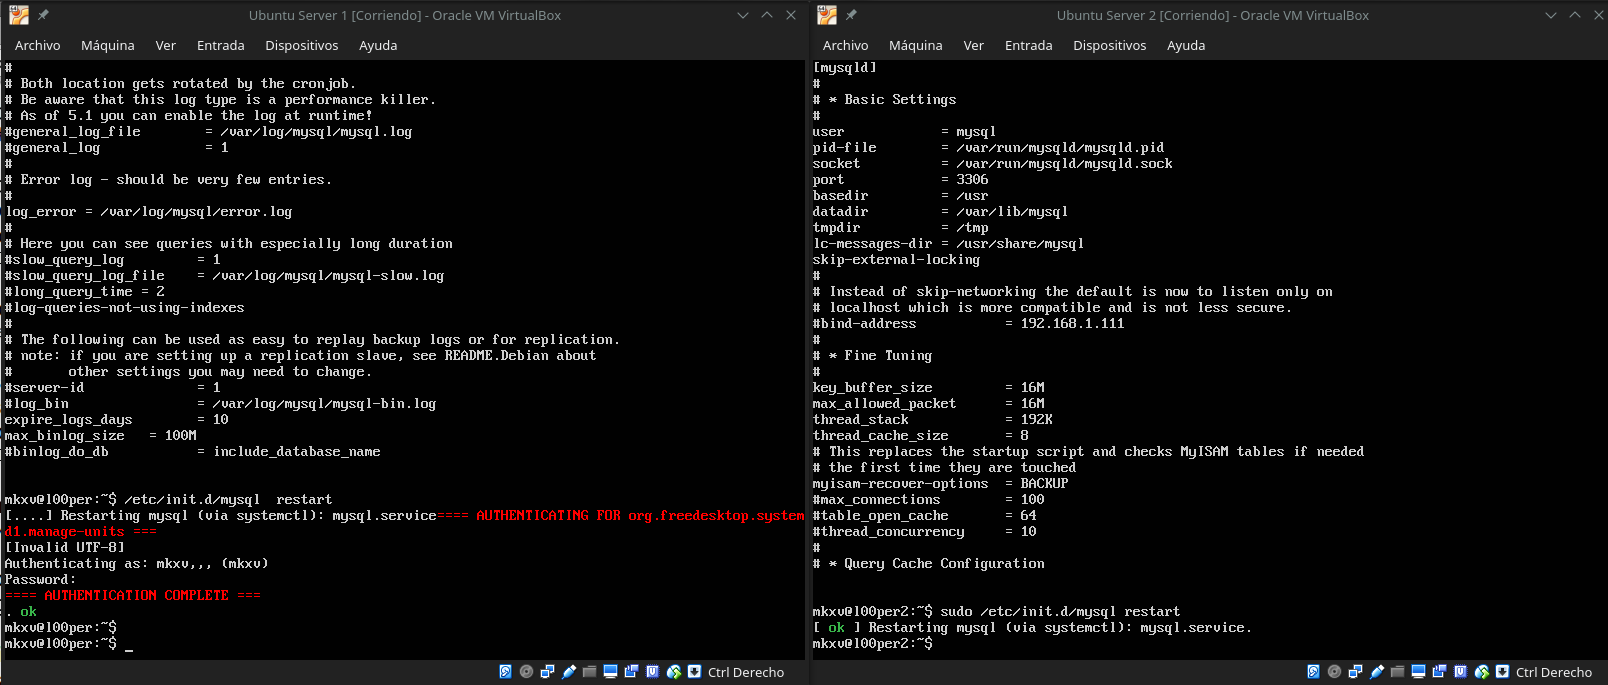 Ubuntu Server 1 [Corriendo] - Oracle VM VirtualBox
Archivo Máquina Ver Entrada Dispositivos Ayuda
#
# Both location gets rotated by the cronjob.
# Be aware that this log type is a performance killer.
# As of 5.1 you can enable the log at runtime!
#general_log_file        = /var/log/mysql/mysql.log
#general_log             = 1
#
# Error log - should be very few entries.
#
log_error = /var/log/mysql/error.log
#
# Here you can see queries with especially long duration
#slow_query_log         = 1
#slow_query_log_file    = /var/log/mysql/mysql-slow.log
#long_query_time = 2
#log-queries-not-using-indexes
#
# The following can be used as easy to replay backup logs or for replication.
# note: if you are setting up a replication slave, see README.Debian about
#       other settings you may need to change.
#server-id              = 1
#log_bin                = /var/log/mysql/mysql-bin.log
expire_logs_days        = 10
max_binlog_size   = 100M
#binlog_do_db           = include_database_name
mkxv@l00per:~$ /etc/init.d/mysql  restart
[....] Restarting mysql (via systemctl): mysql.service==== AUTHENTICATING FOR org.freedesktop.system
d1.manage-units ===
[Invalid UTF-8]
Authenticating as: mkxv,,, (mkxv)
Password:
==== AUTHENTICATION COMPLETE ===
. ok
mkxv@l00per:~$
mkxv@l00per:~$ _
Ctrl Derecho
Ubuntu Server 2 [Corriendo] - Oracle VM VirtualBox
Archivo Máquina Ver Entrada Dispositivos Ayuda
[mysqld]
#
# * Basic Settings
#
user            = mysql
pid-file        = /var/run/mysqld/mysqld.pid
socket          = /var/run/mysqld/mysqld.sock
port            = 3306
basedir         = /usr
datadir         = /var/lib/mysql
tmpdir          = /tmp
lc-messages-dir = /usr/share/mysql
skip-external-locking
#
# Instead of skip-networking the default is now to listen only on
# localhost which is more compatible and is not less secure.
#bind-address           = 192.168.1.111
#
# * Fine Tuning
#
key_buffer_size         = 16M
max_allowed_packet      = 16M
thread_stack            = 192K
thread_cache_size       = 8
# This replaces the startup script and checks MyISAM tables if needed
# the first time they are touched
myisam-recover-options  = BACKUP
#max_connections        = 100
#table_open_cache       = 64
#thread_concurrency     = 10
#
# * Query Cache Configuration
mkxv@l00per2:~$ sudo /etc/init.d/mysql restart
[ ok ] Restarting mysql (via systemctl): mysql.service.
mkxv@l00per2:~$
Ctrl Derecho